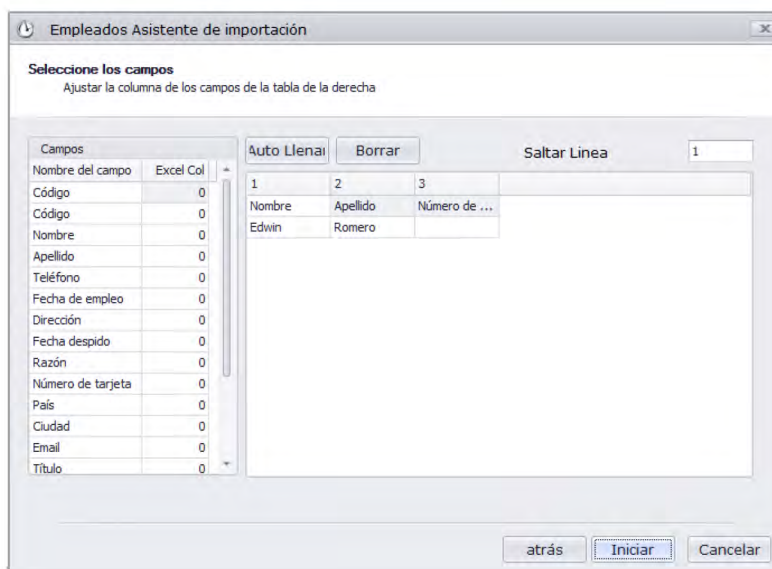 Empleados Asistente de importación
Seleccione los campos
Ajustar la columna de los campos de la tabla de la derecha
Campos
Nombre del campo Excel Col
Código 0
Código 0
Nombre 0
Apellido 0
Teléfono 0
Fecha de empleo 0
Dirección 0
Fecha despido 0
Razón 0
Número de tarjeta 0
País 0
Ciudad 0
Email 0
Título 0
Auto Llenar Borrar Saltar Linea 1
1 2 3
Nombre Apellido Número de ...
Edwin Romero
atrás Iniciar Cancelar